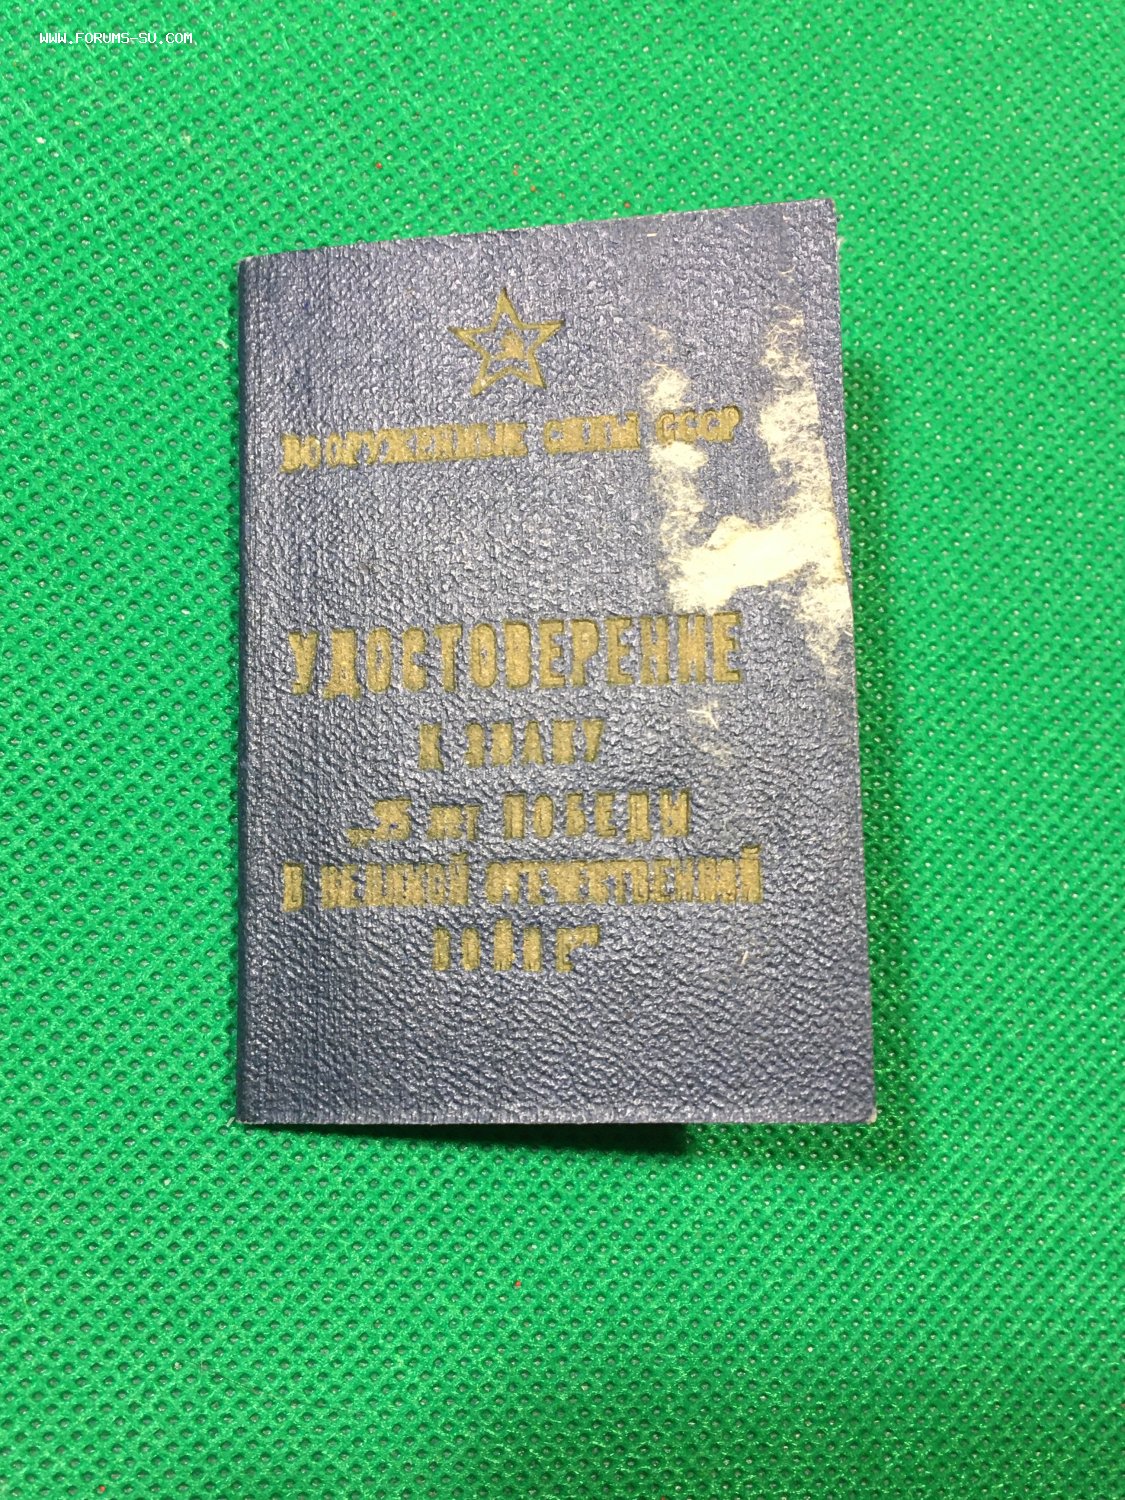 WWW.FORUMS-SU.COM
ВООРУЖЕННЫЕ СИЛЫ СССР
УДОСТОВЕРЕНИЕ
К ЗНАКУ
„25 лет ПОБЕДЫ
В ВЕЛИКОЙ ОТЕЧЕСТВЕННОЙ
ВОЙНЕ"